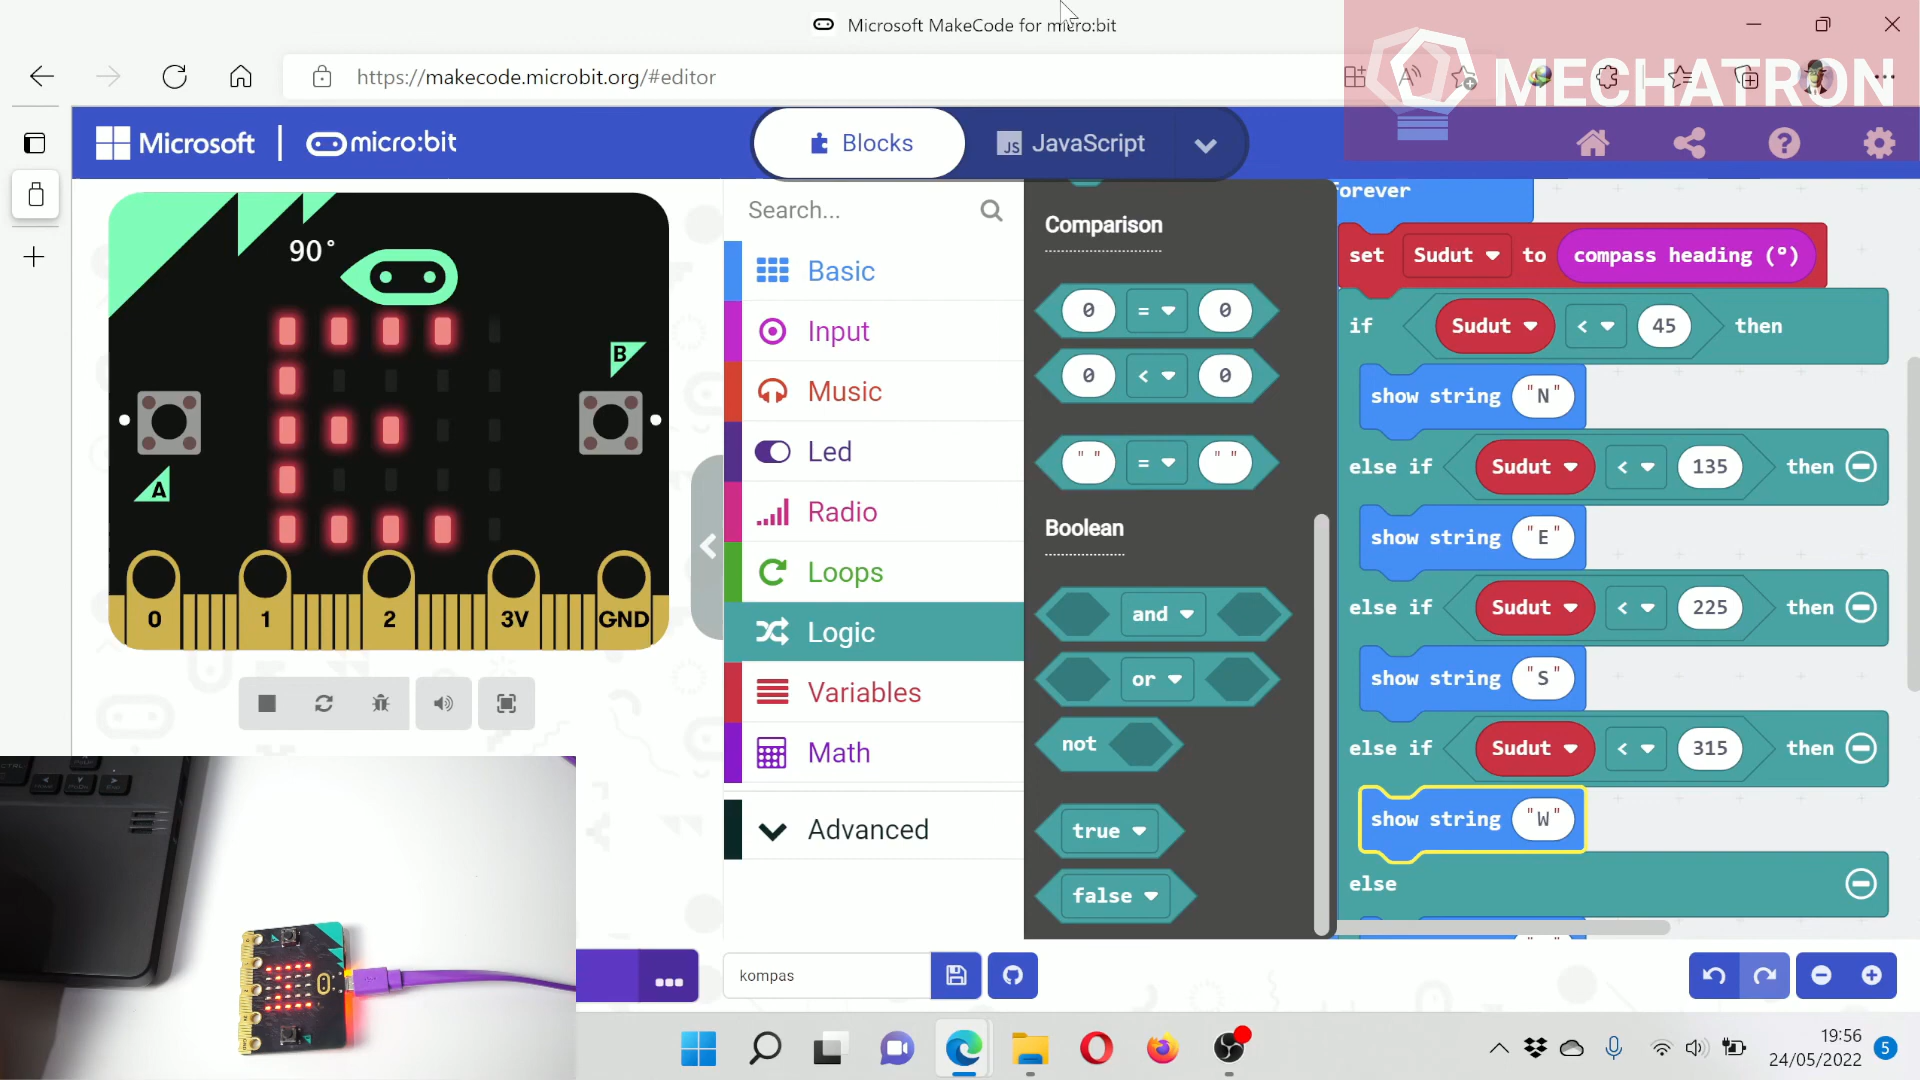 Microsoft MakeCode for micro:bit
https://makecode.microbit.org/#editor
MECHATRON
Microsoft
micro:bit
Blocks
JS JavaScript
90°
B
A
0
1
2
3V
GND
Search...
Basic
Input
Music
Led
Radio
Loops
Logic
Variables
Math
Advanced
Comparison
0 = 0
0 < 0
" " = " "
Boolean
and
or
not
true
false
forever
set Sudut to compass heading (°)
if Sudut < 45 then
show string "N"
else if Sudut < 135 then
show string "E"
else if Sudut < 225 then
show string "S"
else if Sudut < 315 then
show string "W"
else
kompas
19:56
24/05/2022
5